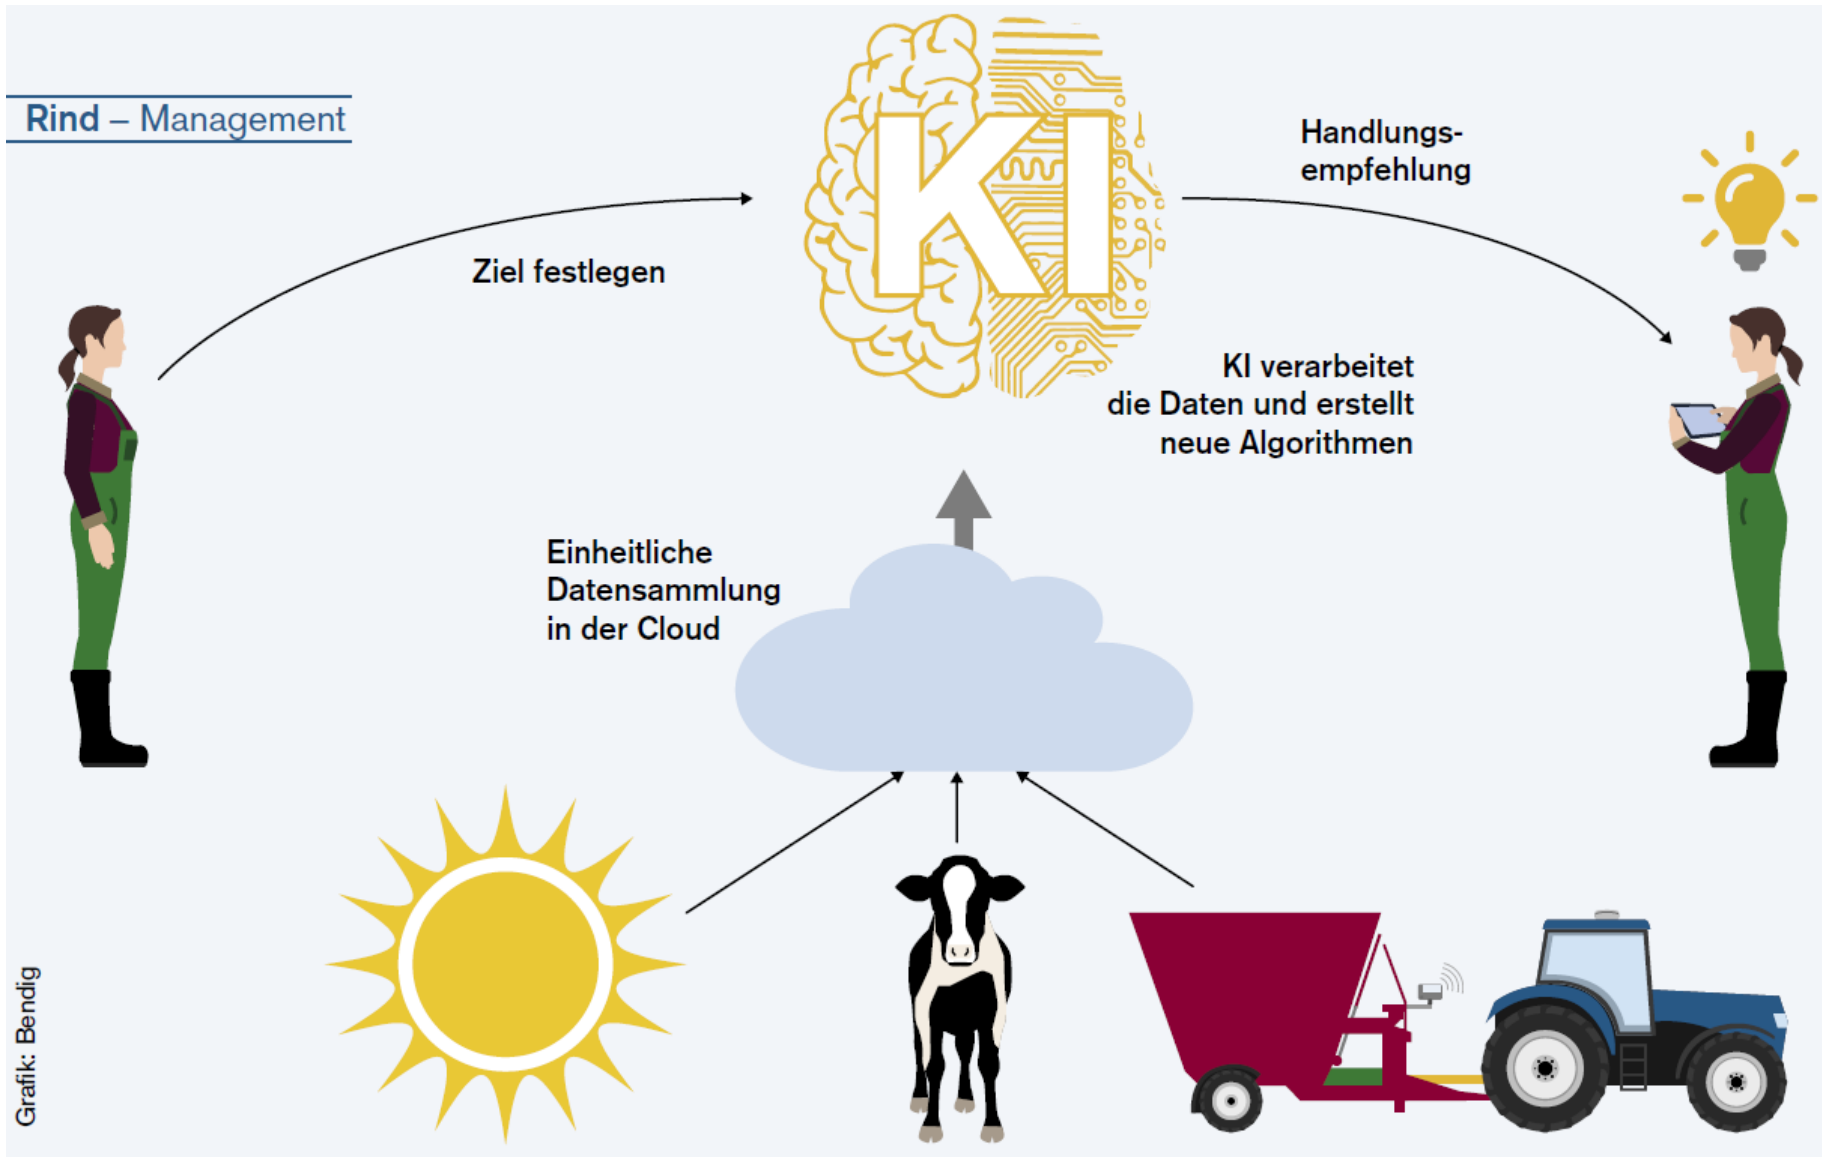 Rind – Management
KI
Handlungs-
empfehlung
Ziel festlegen
KI verarbeitet
die Daten und erstellt
neue Algorithmen
Einheitliche
Datensammlung
in der Cloud
Grafik: Bendig